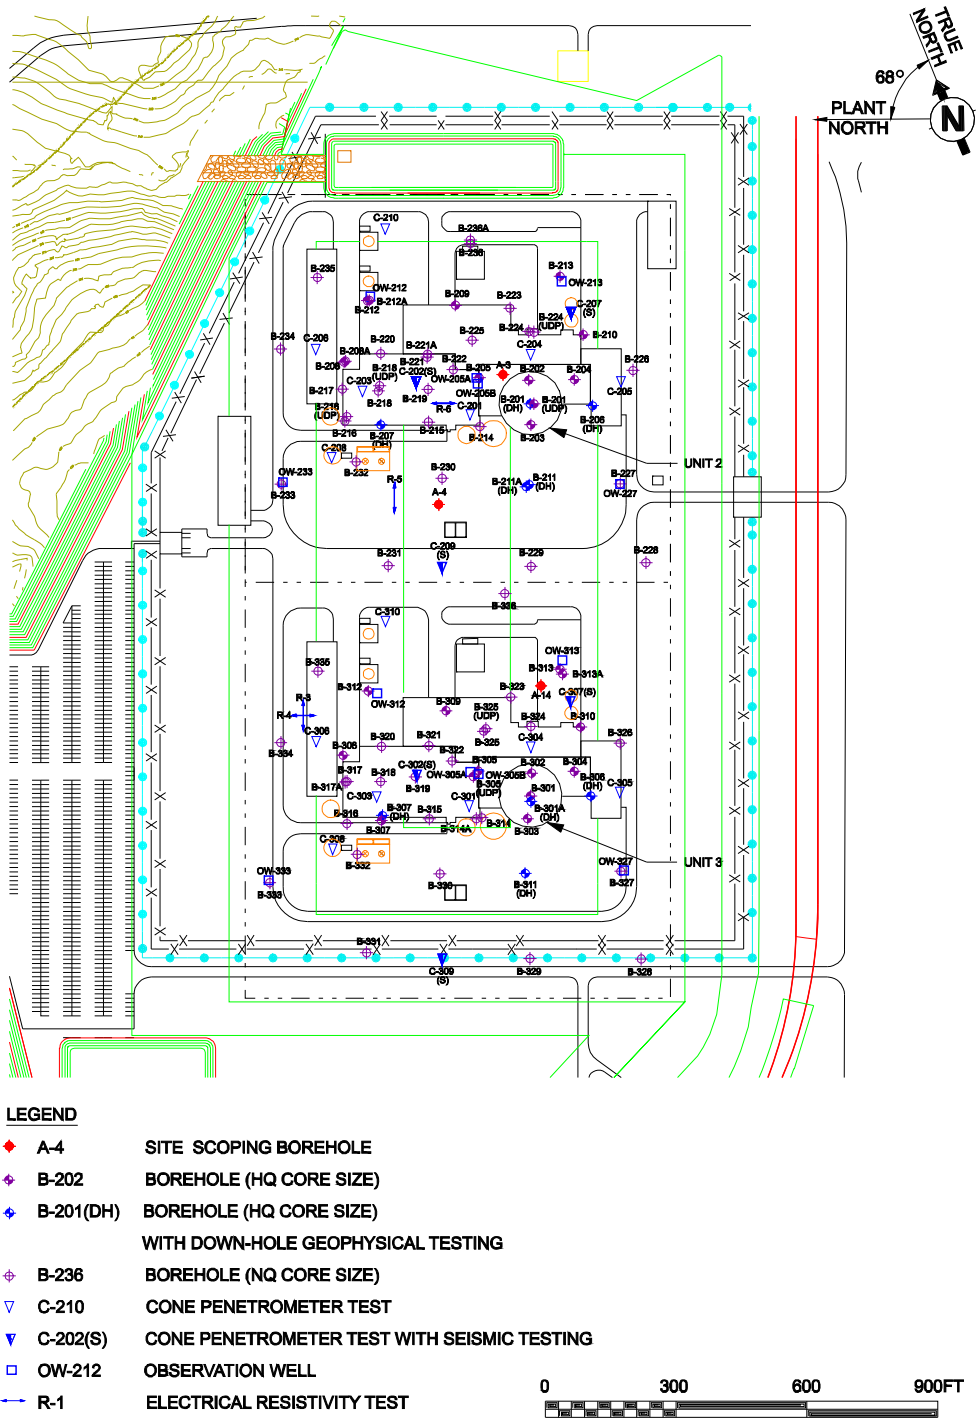 TRUE
NORTH
68°
PLANT
NORTH
N
C-210
B-236A
B-236
B-235
B-213
OW-213
OW-212
B-212A
B-212
B-209
B-223
C-207
(S)
B-224
(UDP)
B-224
B-210
B-234
C-206
B-220
B-221A
B-225
C-204
B-208A
B-208
B-218
(UDP)
B-221
C-202(S)
B-222
OW-205A
B-205
A-3
B-202
B-204
B-226
B-217
C-203
B-218
B-219
OW-205B
C-205
B-216
(UDP)
B-216
R-6
C-201
B-201
(DH)
B-201
(UDP)
B-206
(DH)
B-207
(DH)
B-215
B-214
B-203
C-208
B-232
UNIT 2
OW-233
B-233
R-5
B-230
B-211A
(DH)
B-211
(DH)
B-227
OW-227
A-4
C-209
(S)
B-231
B-229
B-228
B-336
C-310
OW-313
B-313
B-313A
B-335
B-312
OW-312
A-14
C-307(S)
R-3
R-4
B-309
B-323
B-325
(UDP)
B-325
B-324
B-310
B-334
C-306
B-320
B-321
C-304
B-326
B-308
B-322
C-302(S)
OW-305A
B-305
OW-305B
B-302
B-304
B-306
(DH)
C-305
B-317
B-317A
B-318
B-319
B-305
(UDP)
C-303
C-301
B-301
B-301A
(DH)
B-316
B-307
(DH)
B-307
B-315
B-314A
B-314
B-303
C-308
B-332
UNIT 3
OW-333
B-333
B-330
B-311
(DH)
OW-327
B-327
B-331
C-309
(S)
B-329
B-328
LEGEND
A-4 SITE SCOPING BOREHOLE
B-202 BOREHOLE (HQ CORE SIZE)
B-201(DH) BOREHOLE (HQ CORE SIZE)
WITH DOWN-HOLE GEOPHYSICAL TESTING
B-236 BOREHOLE (NQ CORE SIZE)
C-210 CONE PENETROMETER TEST
C-202(S) CONE PENETROMETER TEST WITH SEISMIC TESTING
OW-212 OBSERVATION WELL
R-1 ELECTRICAL RESISTIVITY TEST
0 300 600 900FT